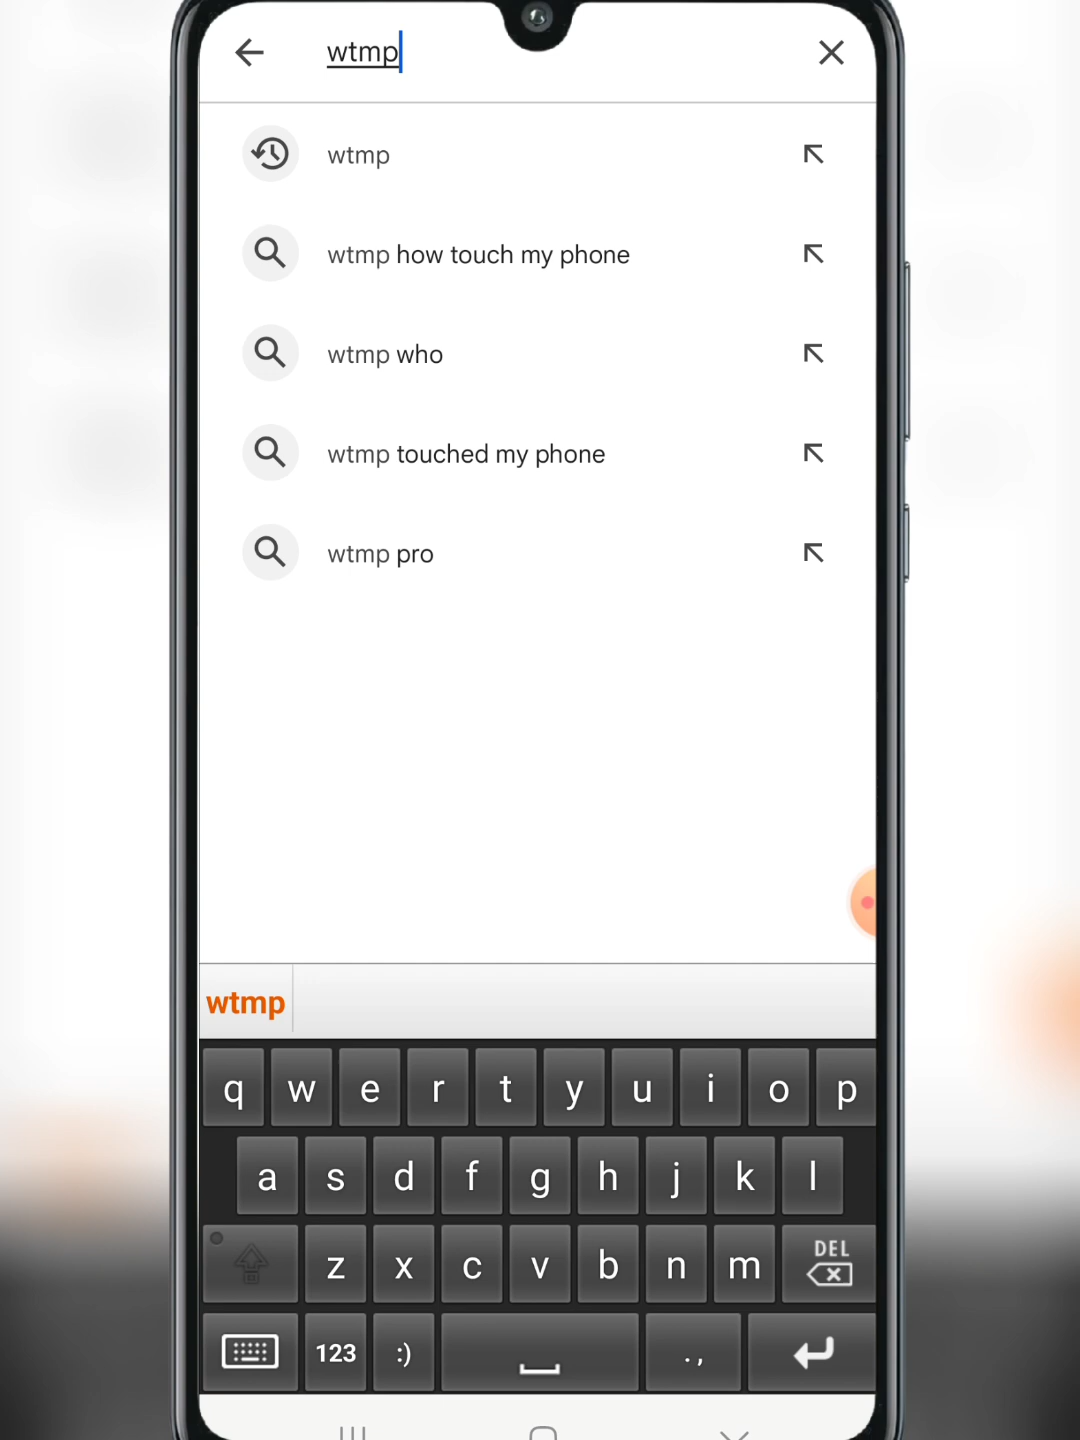 wtmp
wtmp
wtmp how touch my phone
wtmp who
wtmp touched my phone
wtmp pro
wtmp
q w e r t y u i o p
a s d f g h j k l
z x c v b n m DEL
123 :) . ,